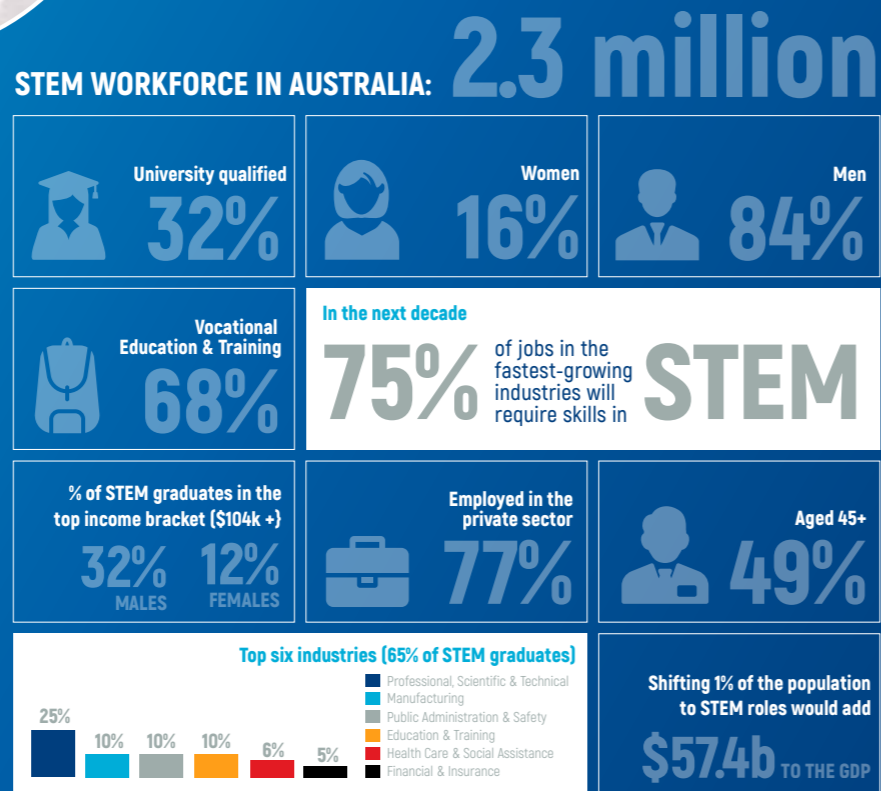 STEM WORKFORCE IN AUSTRALIA: 2.3 million
University qualified
32%
Women
16%
Men
84%
Vocational
Education & Training
68%
In the next decade
75%
of jobs in the
fastest-growing
industries will
require skills in
STEM
% of STEM graduates in the
top income bracket ($104k +}
32%
MALES
12%
FEMALES
Employed in the
private sector
77%
Aged 45+
49%
Top six industries (65% of STEM graduates)
25%
10%
10%
10%
6%
5%
Professional, Scientific & Technical
Manufacturing
Public Administration & Safety
Education & Training
Health Care & Social Assistance
Financial & Insurance
Shifting 1% of the population
to STEM roles would add
$57.4b TO THE GDP